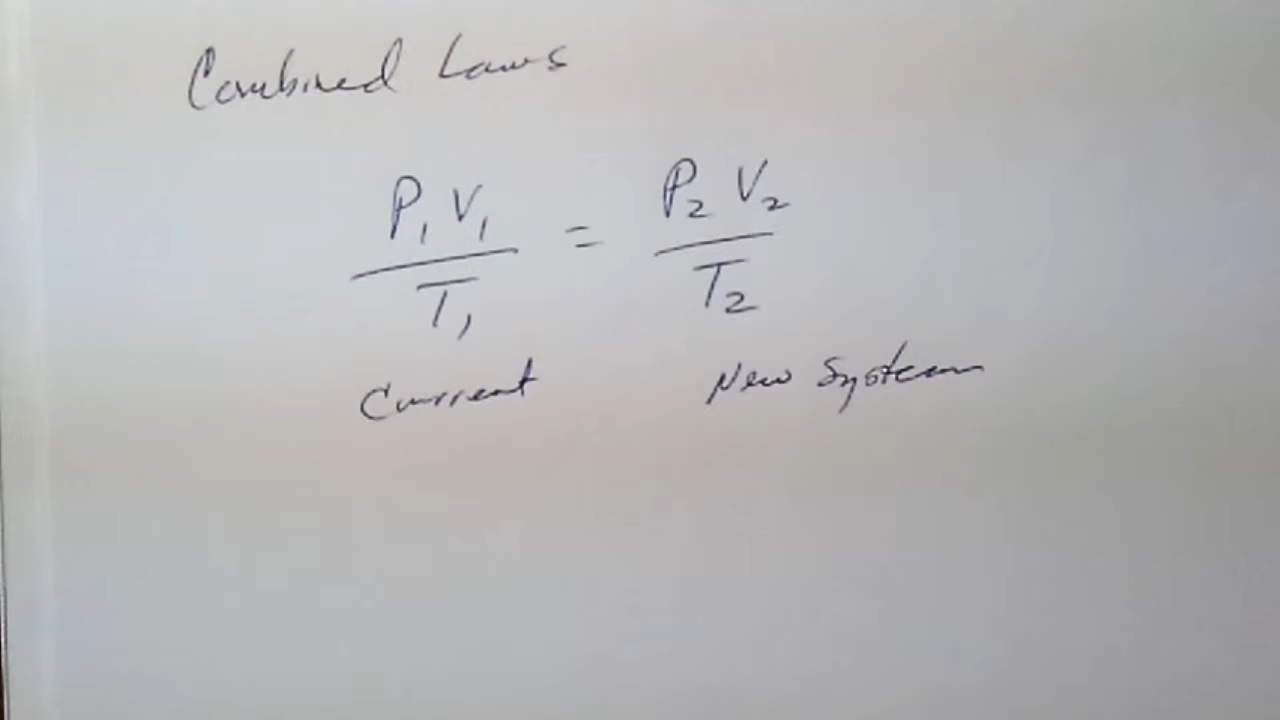 Combined Laws
P₁ V₁ / T₁ = P₂ V₂ / T₂
Current New System